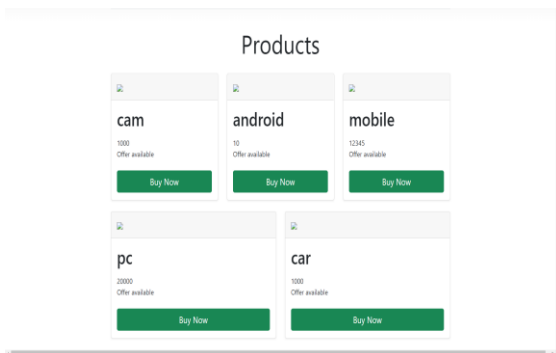 Products
cam
1000
Offer available
Buy Now
android
10
Offer available
Buy Now
mobile
12345
Offer available
Buy Now
pc
20000
Offer available
Buy Now
car
1000
Offer available
Buy Now